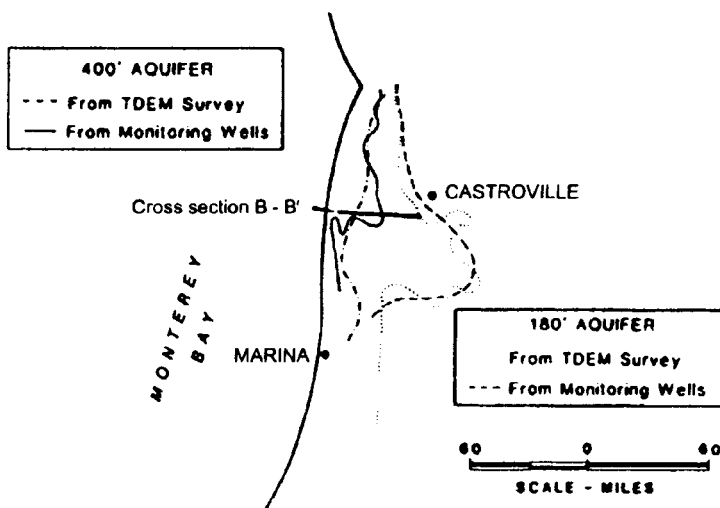 400' AQUIFER
From TDEM Survey
From Monitoring Wells
CASTROVILLE
Cross section B - B'
MONTEREY
BAY
MARINA
180' AQUIFER
From TDEM Survey
From Monitoring Wells
60 0 60
SCALE - MILES